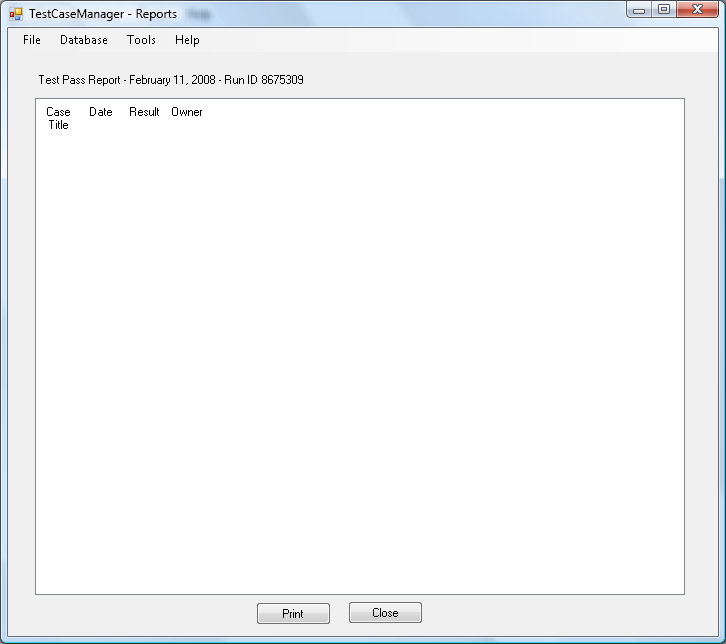 TestCaseManager - Reports
File Database Tools Help
Test Pass Report - February 11, 2008 - Run ID 8675309
Case Date Result Owner
Title
Print Close